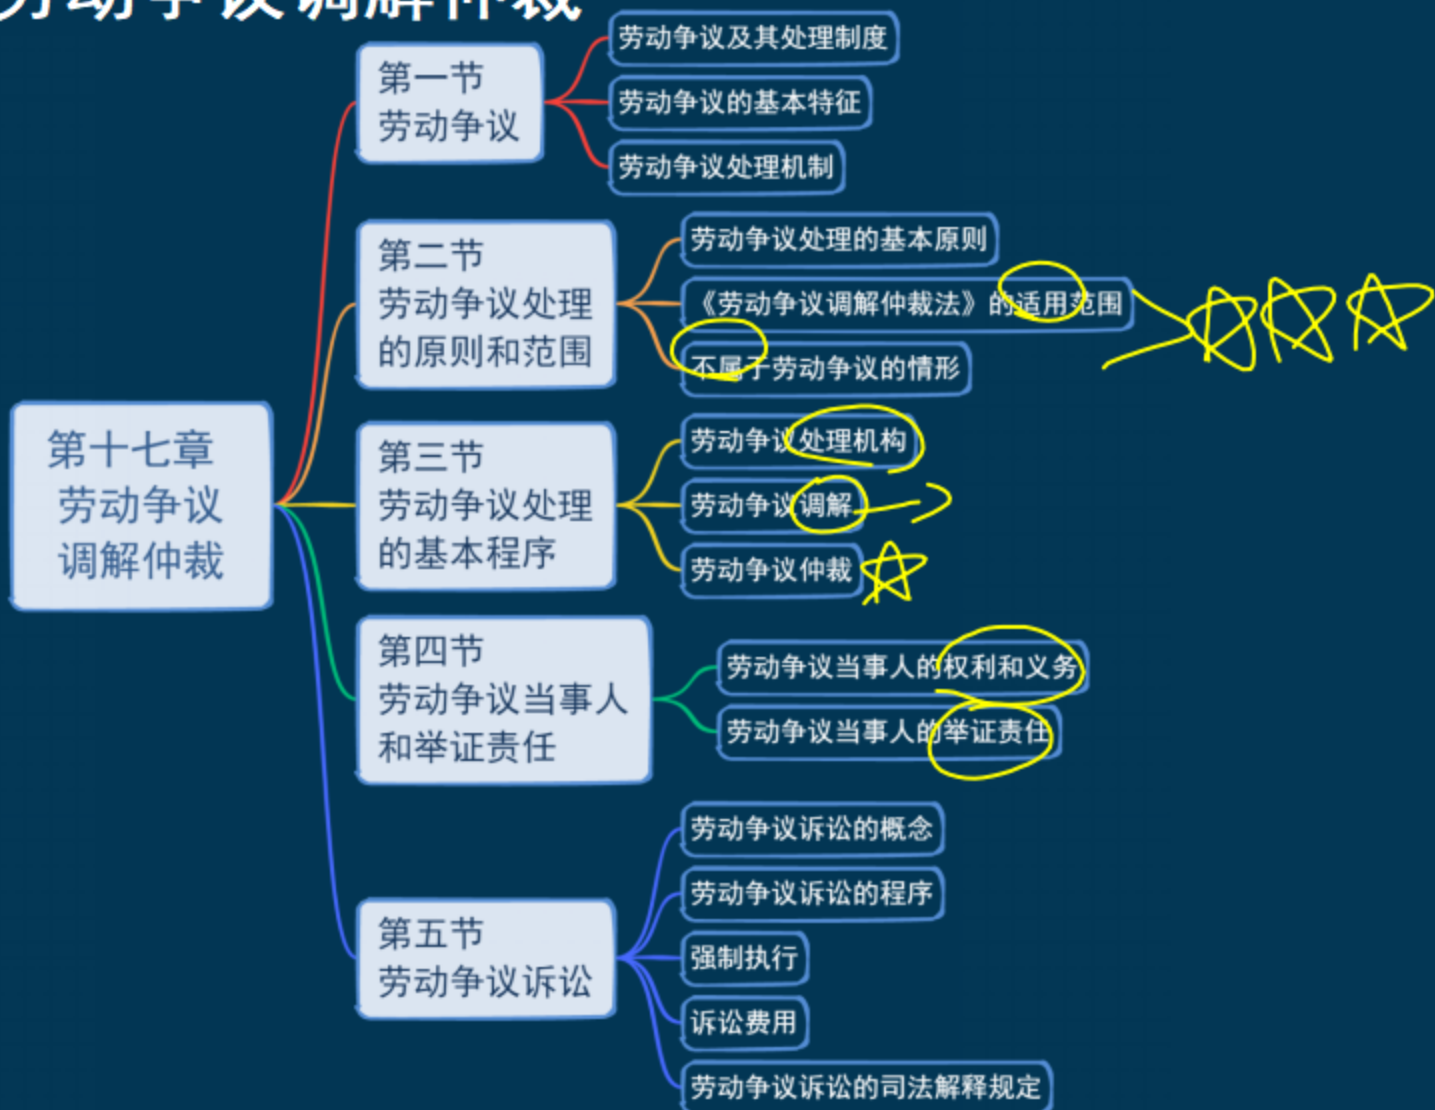 劳动争议调解仲裁
第十七章
劳动争议
调解仲裁
第一节
劳动争议
劳动争议及其处理制度
劳动争议的基本特征
劳动争议处理机制
第二节
劳动争议处理
的原则和范围
劳动争议处理的基本原则
《劳动争议调解仲裁法》的适用范围
不属于劳动争议的情形
第三节
劳动争议处理
的基本程序
劳动争议处理机构
劳动争议调解
劳动争议仲裁
第四节
劳动争议当事人
和举证责任
劳动争议当事人的权利和义务
劳动争议当事人的举证责任
第五节
劳动争议诉讼
劳动争议诉讼的概念
劳动争议诉讼的程序
强制执行
诉讼费用
劳动争议诉讼的司法解释规定